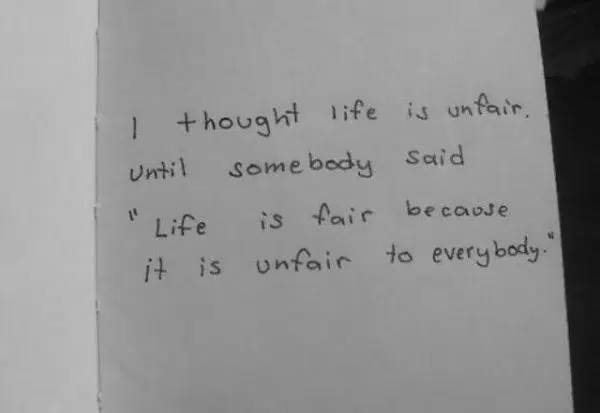 I thought life is unfair.
Until somebody said
"Life is fair because
it is unfair to everybody."